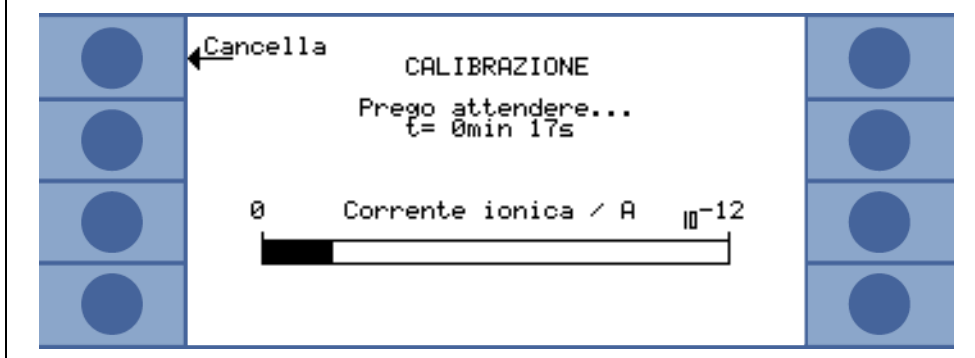 Cancella
CALIBRAZIONE
Prego attendere...
t= 0min 17s
0 Corrente ionica / A 10-12